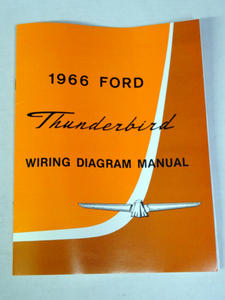 1966 FORD
Thunderbird
WIRING DIAGRAM MANUAL